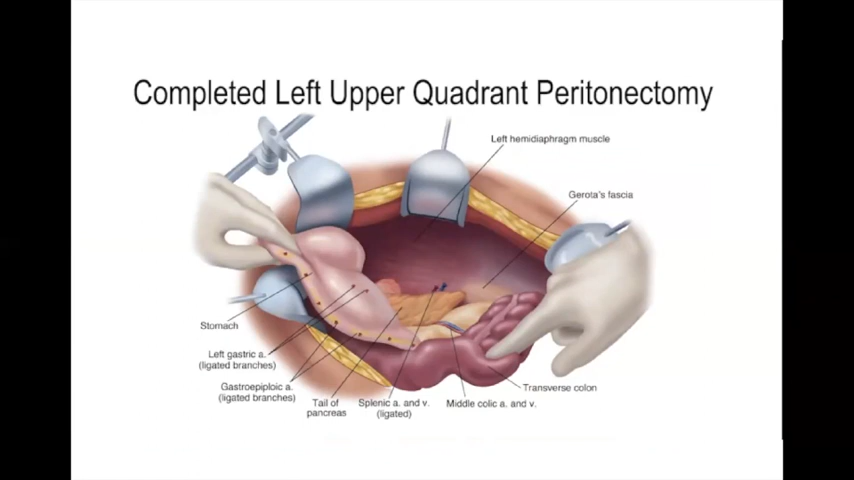 Completed Left Upper Quadrant Peritonectomy
Left hemidiaphragm muscle
Gerota's fascia
Stomach
Left gastric a.
(ligated branches)
Gastroepiploic a.
(ligated branches)
Tail of
pancreas
Splenic a. and v.
(ligated)
Middle colic a. and v.
Transverse colon